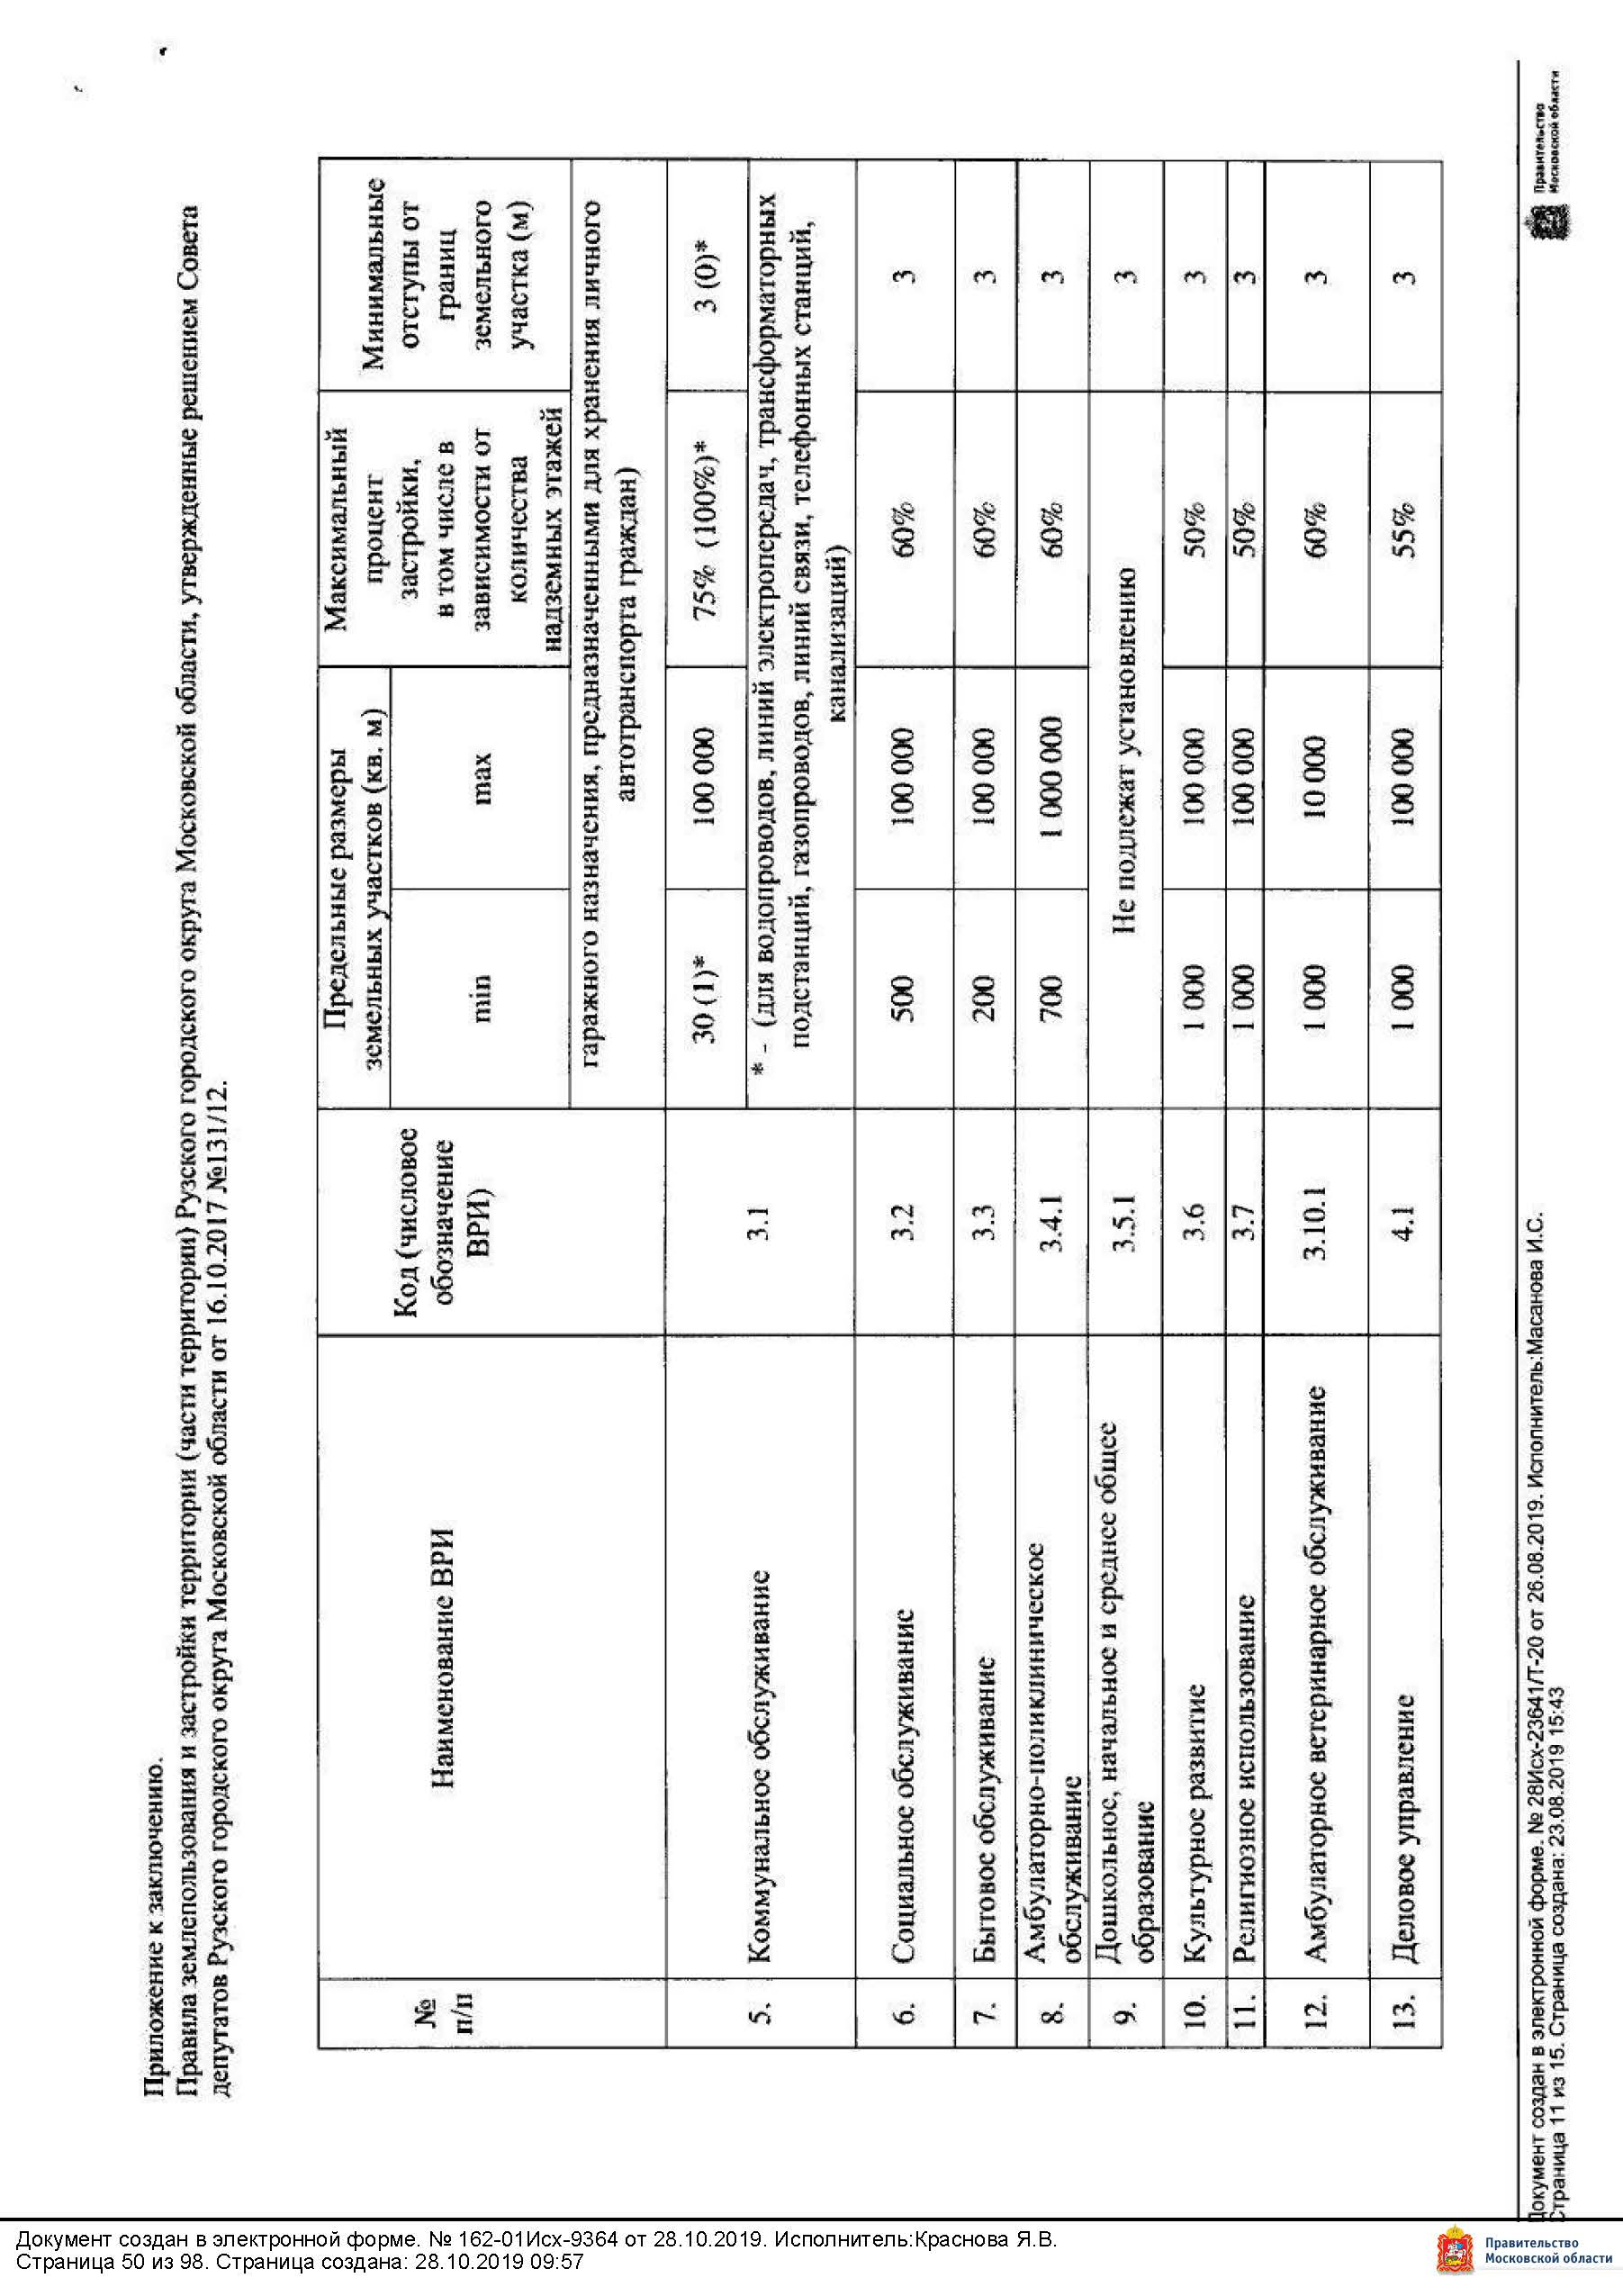 Приложение к заключению.
Правила землепользования и застройки территории (части территории) Рузского городского округа Московской области, утвержденные решением Совета
депутатов Рузского городского округа Московской области от 16.10.2017 №131/12.
№
п/п
Наименование ВРИ
Код (числовое
обозначение
ВРИ)
Предельные размеры
земельных участков (кв. м)
min
max
Максимальный
процент
застройки,
в том числе в
зависимости от
количества
надземных этажей
Минимальные
отступы от
границ
земельного
участка (м)
гаражного назначения, предназначенными для хранения личного
автотранспорта граждан)
5. Коммунальное обслуживание 3.1 30 (1)* 100 000 75% (100%)* 3 (0)*
* - (для водопроводов, линий электропередач, трансформаторных
подстанций, газопроводов, линий связи, телефонных станций,
канализаций)
6. Социальное обслуживание 3.2 500 100 000 60% 3
7. Бытовое обслуживание 3.3 200 100 000 60% 3
8. Амбулаторно-поликлиническое
обслуживание 3.4.1 700 1 000 000 60% 3
9. Дошкольное, начальное и среднее общее
образование 3.5.1 Не подлежат установлению 3
10. Культурное развитие 3.6 1 000 100 000 50% 3
11. Религиозное использование 3.7 1 000 100 000 50% 3
12. Амбулаторное ветеринарное обслуживание 3.10.1 1 000 10 000 60% 3
13. Деловое управление 4.1 1 000 100 000 55% 3
Документ создан в электронной форме. № 28Исх-23641/Т-20 от 26.08.2019. Исполнитель:Масанова И.С.
Страница 11 из 15. Страница создана: 23.08.2019 15:43
Правительство
Московской области
Документ создан в электронной форме. № 162-01Исх-9364 от 28.10.2019. Исполнитель:Краснова Я.В.
Страница 50 из 98. Страница создана: 28.10.2019 09:57
Правительство
Московской области